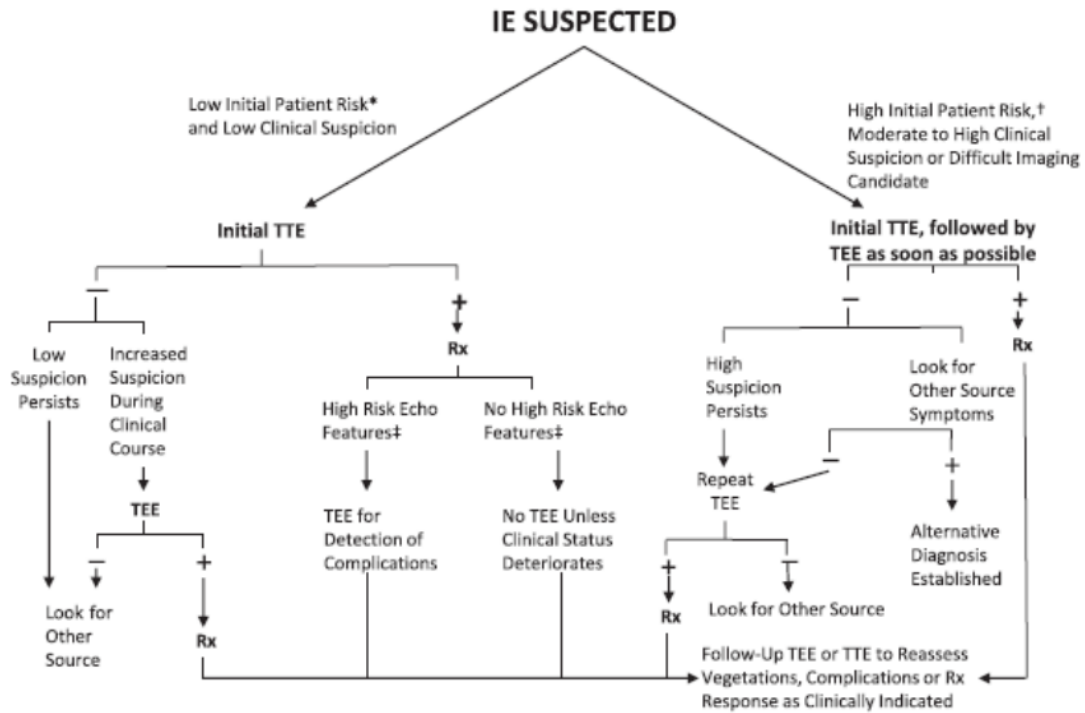 IE SUSPECTED
Low Initial Patient Risk*
and Low Clinical Suspicion
High Initial Patient Risk,†
Moderate to High Clinical
Suspicion or Difficult Imaging
Candidate
Initial TTE
Initial TTE, followed by
TEE as soon as possible
−
+
−
+
Low
Suspicion
Persists
Increased
Suspicion
During
Clinical
Course
Rx
High
Suspicion
Persists
Look for
Other Source
Symptoms
Rx
High Risk Echo
Features‡
No High Risk Echo
Features‡
−
+
TEE
Repeat
TEE
TEE for
Detection of
Complications
No TEE Unless
Clinical Status
Deteriorates
Alternative
Diagnosis
Established
−
+
+
−
Look for
Other
Source
Rx
Rx
Look for Other Source
Follow-Up TEE or TTE to Reassess
Vegetations, Complications or Rx
Response as Clinically Indicated